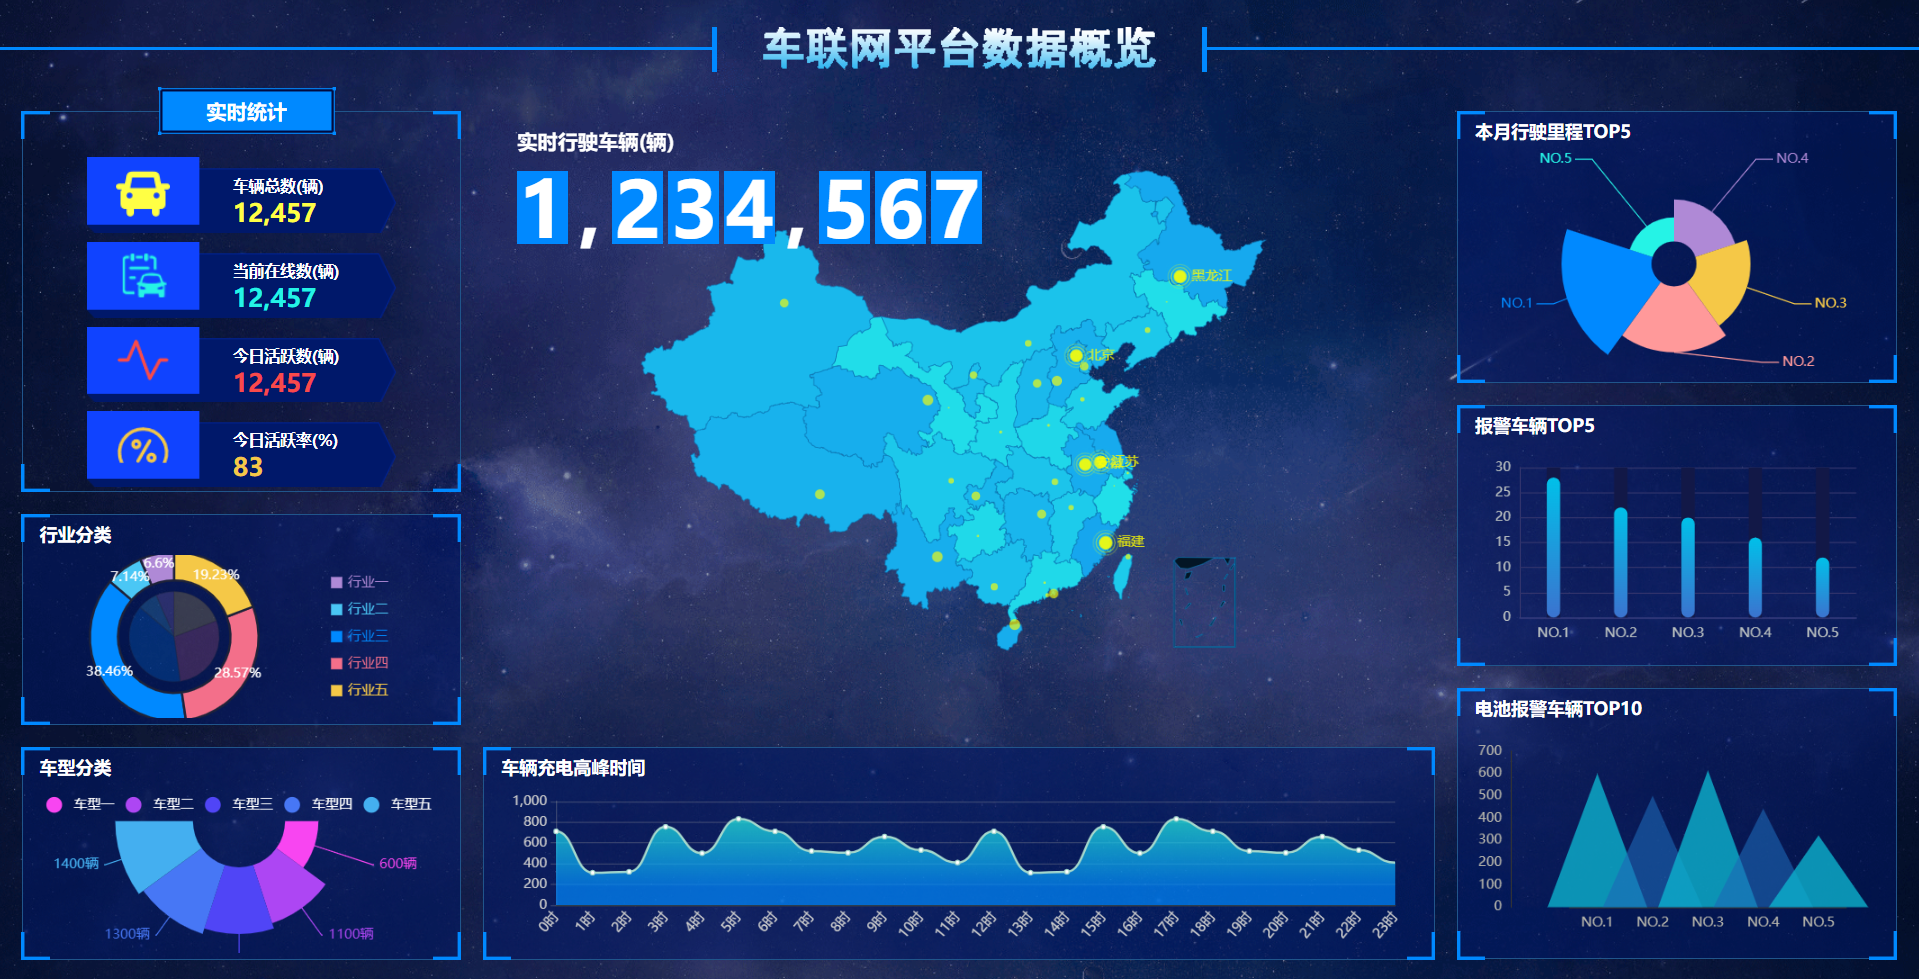 车联网平台数据概览
实时统计
车辆总数(辆)
12,457
当前在线数(辆)
12,457
今日活跃数(辆)
12,457
今日活跃率(%)
83
行业分类
6.6%
7.14%
19.23%
38.46%
28.57%
行业一
行业二
行业三
行业四
行业五
车型分类
车型一 车型二 车型三 车型四 车型五
1400辆
600辆
1300辆
1100辆
实时行驶车辆(辆)
1,234,567
黑龙江
北京
江苏
福建
车辆充电高峰时间
1,000
800
600
400
200
0
0时 1时 2时 3时 4时 5时 6时 7时 8时 9时 10时 11时 12时 13时 14时 15时 16时 17时 18时 19时 20时 21时 22时 23时
本月行驶里程TOP5
NO.5
NO.4
NO.1
NO.3
NO.2
报警车辆TOP5
30
25
20
15
10
5
0
NO.1 NO.2 NO.3 NO.4 NO.5
电池报警车辆TOP10
700
600
500
400
300
200
100
0
NO.1 NO.2 NO.3 NO.4 NO.5